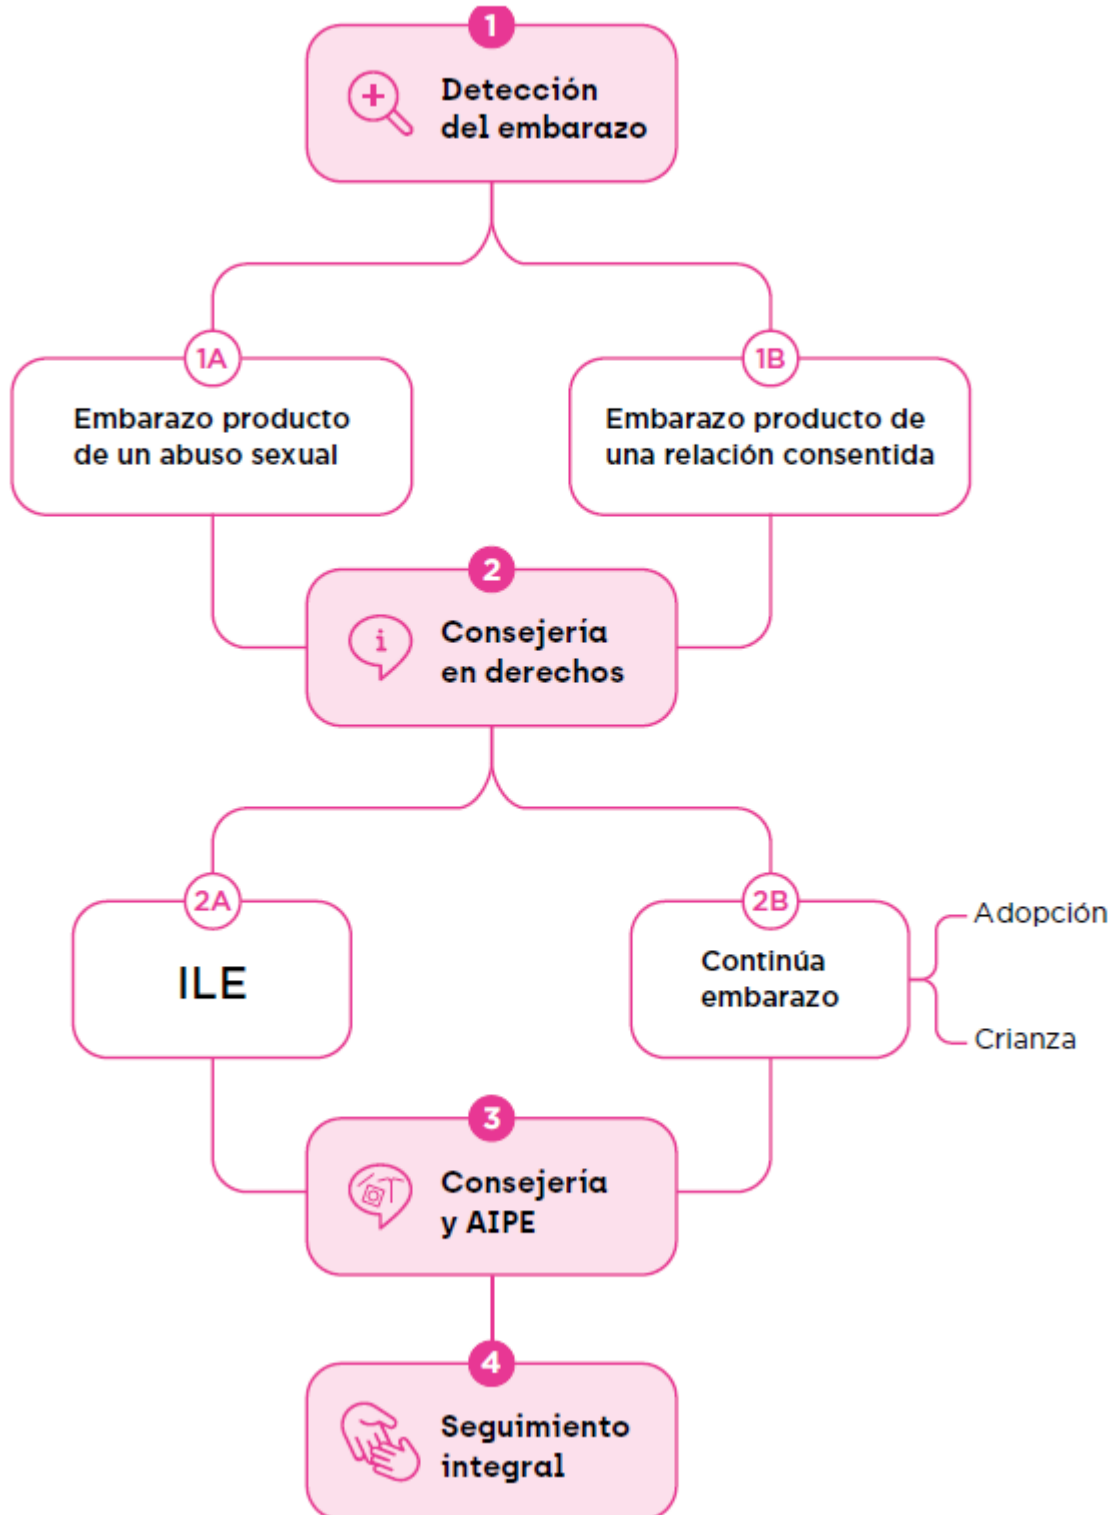 1
Detección
del embarazo
1A
Embarazo producto
de un abuso sexual
1B
Embarazo producto de
una relación consentida
2
i
Consejería
en derechos
2A
ILE
2B
Continúa
embarazo
Adopción
Crianza
3
Consejería
y AIPE
4
Seguimiento
integral